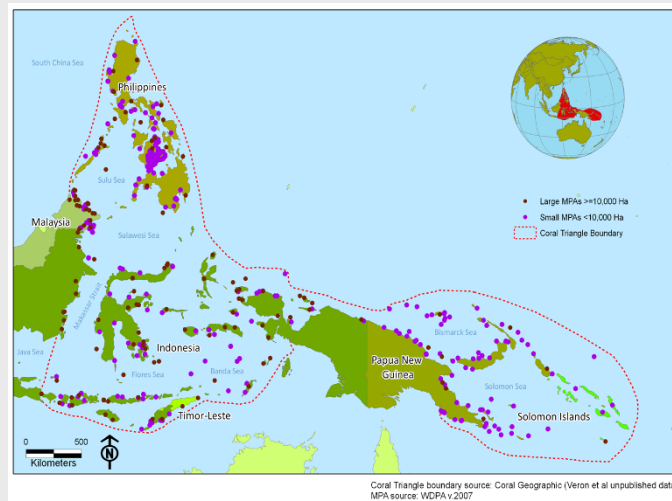 South China Sea
Philippines
Sulu Sea
Malaysia
Sulawesi Sea
Makassar Strait
Java Sea
Indonesia
Flores Sea
Banda Sea
Timor-Leste
Bismarck Sea
Papua New
Guinea
Solomon Sea
Solomon Islands
Large MPAs >=10,000 Ha
Small MPAs <10,000 Ha
Coral Triangle Boundary
0 500
Kilometers
N
Coral Triangle boundary source: Coral Geographic (Veron et al unpublished data
MPA source: WDPA v.2007